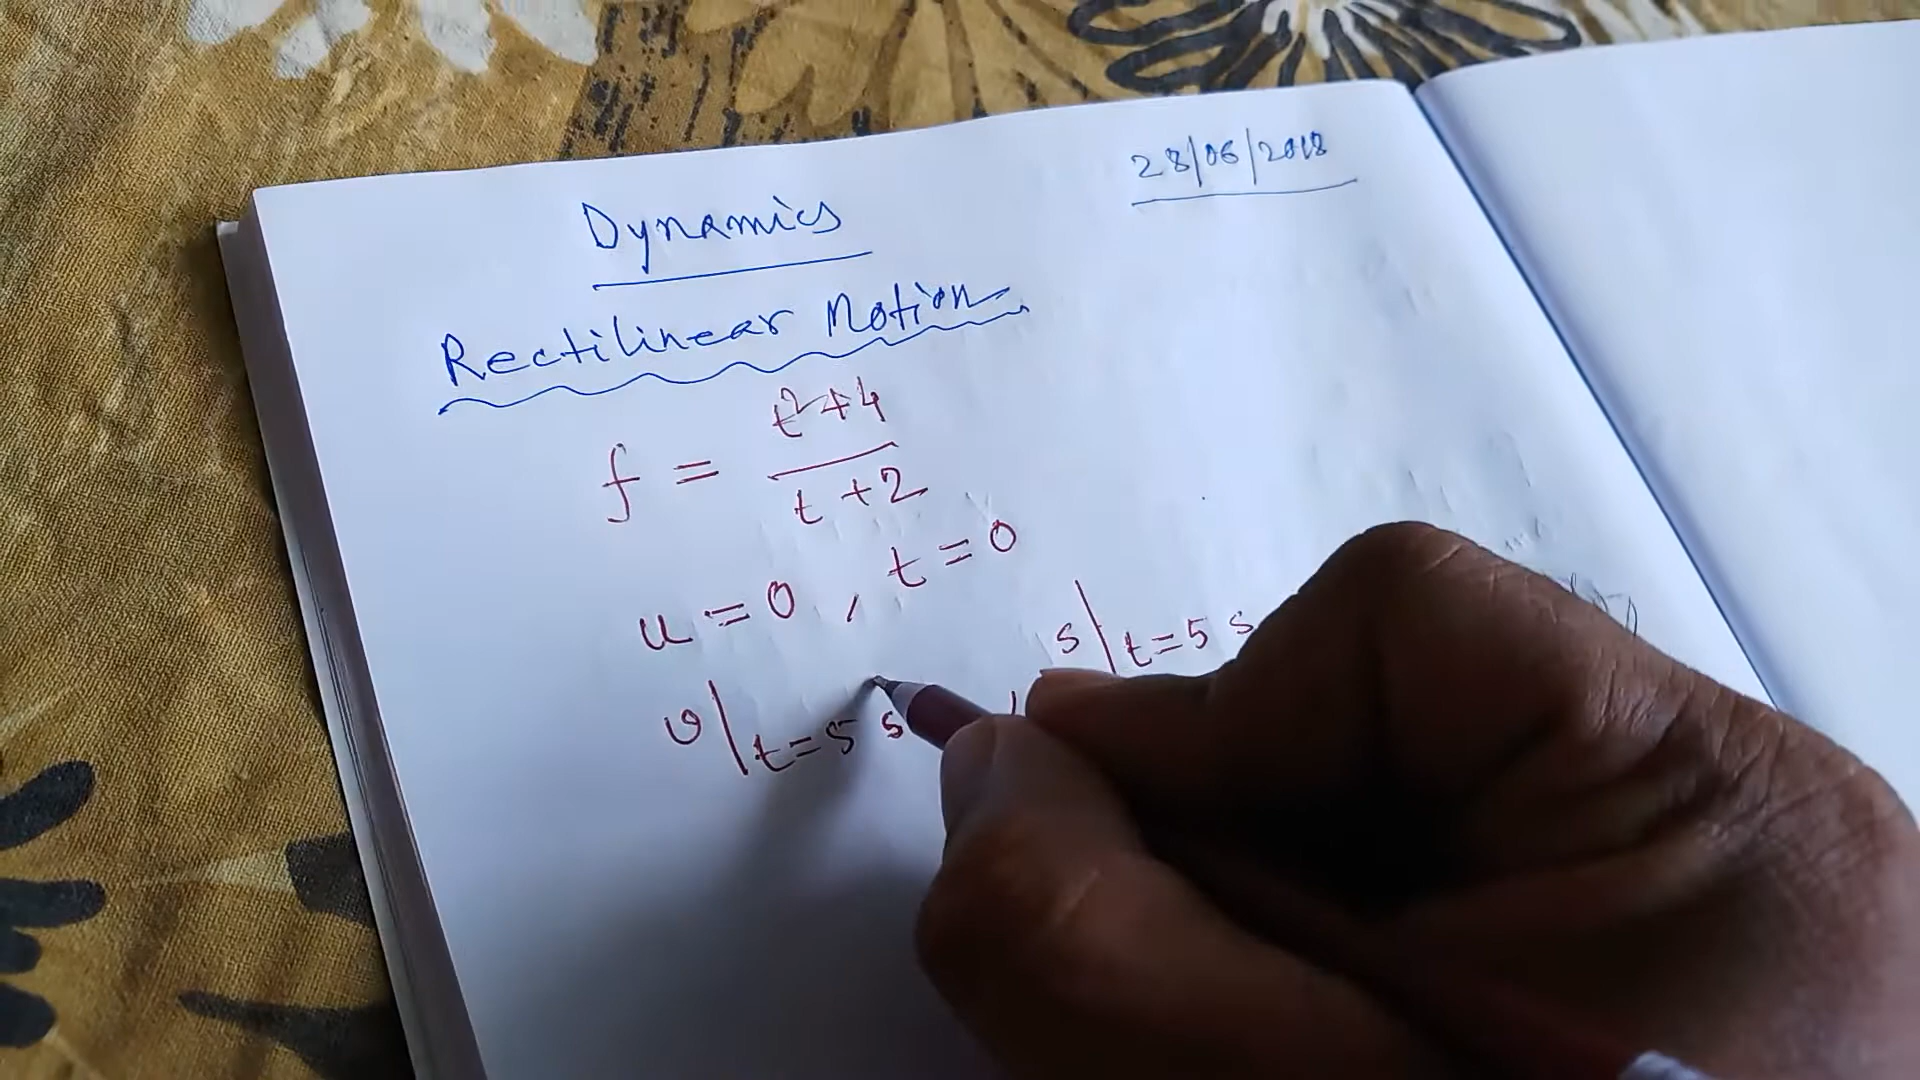 28/06/2018
Dynamics
Rectilinear Motion
f = t²+4 / t+2
u = 0 , t = 0
v | t=5 s , s | t=5 s